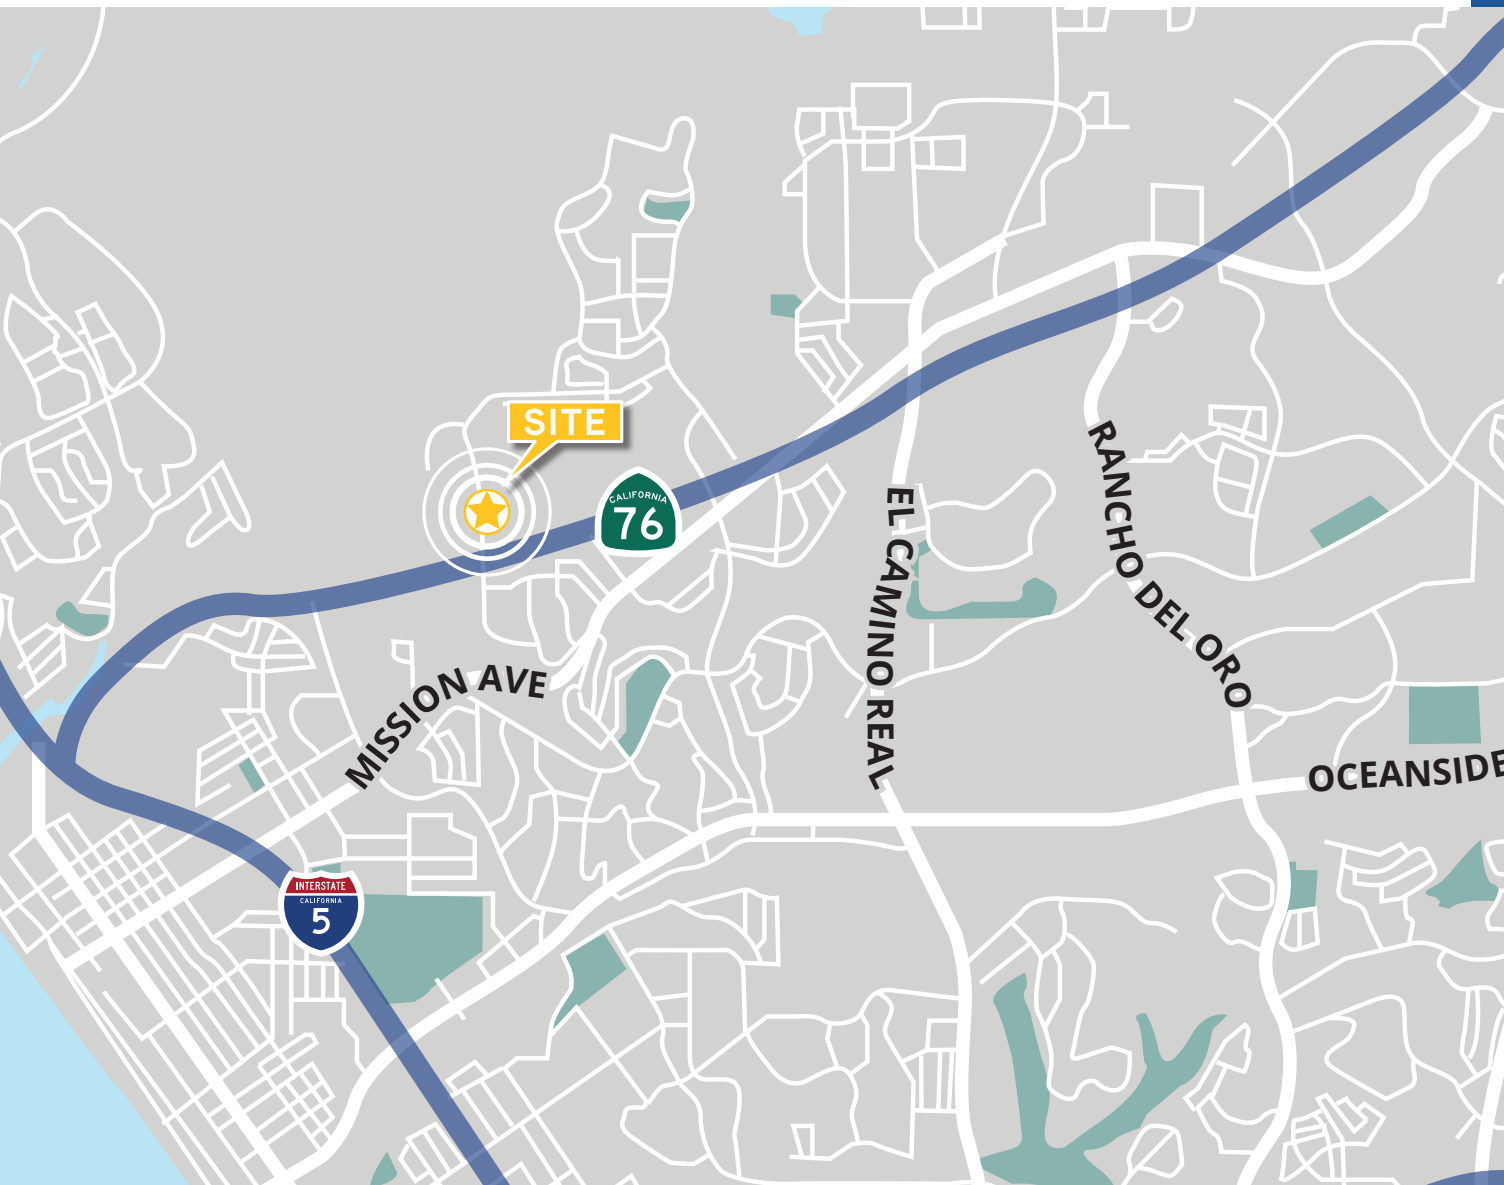 SITE
CALIFORNIA
76
EL CAMINO REAL
RANCHO DEL ORO
MISSION AVE
OCEANSIDE
INTERSTATE
CALIFORNIA
5